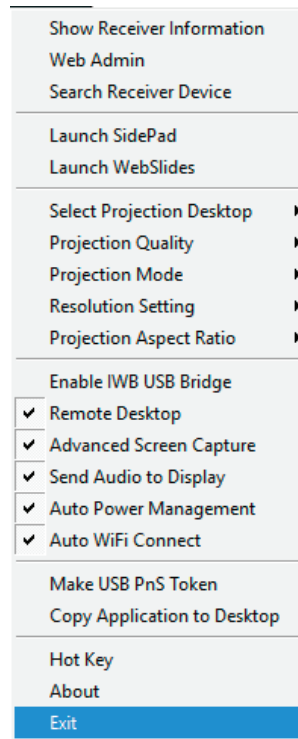 Show Receiver Information
Web Admin
Search Receiver Device
Launch SidePad
Launch WebSlides
Select Projection Desktop
Projection Quality
Projection Mode
Resolution Setting
Projection Aspect Ratio
Enable IWB USB Bridge
Remote Desktop
Advanced Screen Capture
Send Audio to Display
Auto Power Management
Auto WiFi Connect
Make USB PnS Token
Copy Application to Desktop
Hot Key
About
Exit